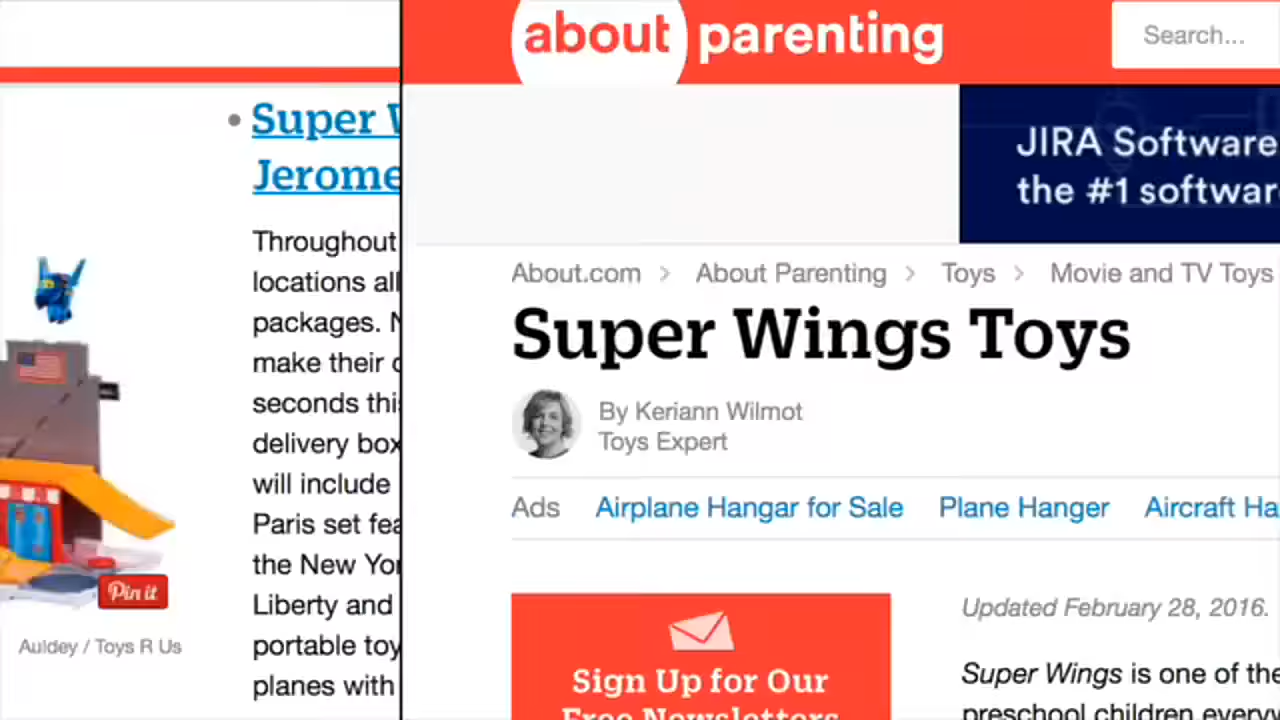 Super
Jerome
Throughout
locations all
packages.
make their
seconds this
delivery box
will include
Paris set fea
the New Yor
Liberty and
portable toy
planes with
Pin it
Auldey / Toys R Us
about parenting
Search...
JIRA Software
the #1 softwar
About.com > About Parenting > Toys > Movie and TV Toys
Super Wings Toys
By Keriann Wilmot
Toys Expert
Ads Airplane Hangar for Sale Plane Hanger Aircraft Ha
Sign Up for Our
Free Newsletters
Updated February 28, 2016.
Super Wings is one of the
preschool children everyw